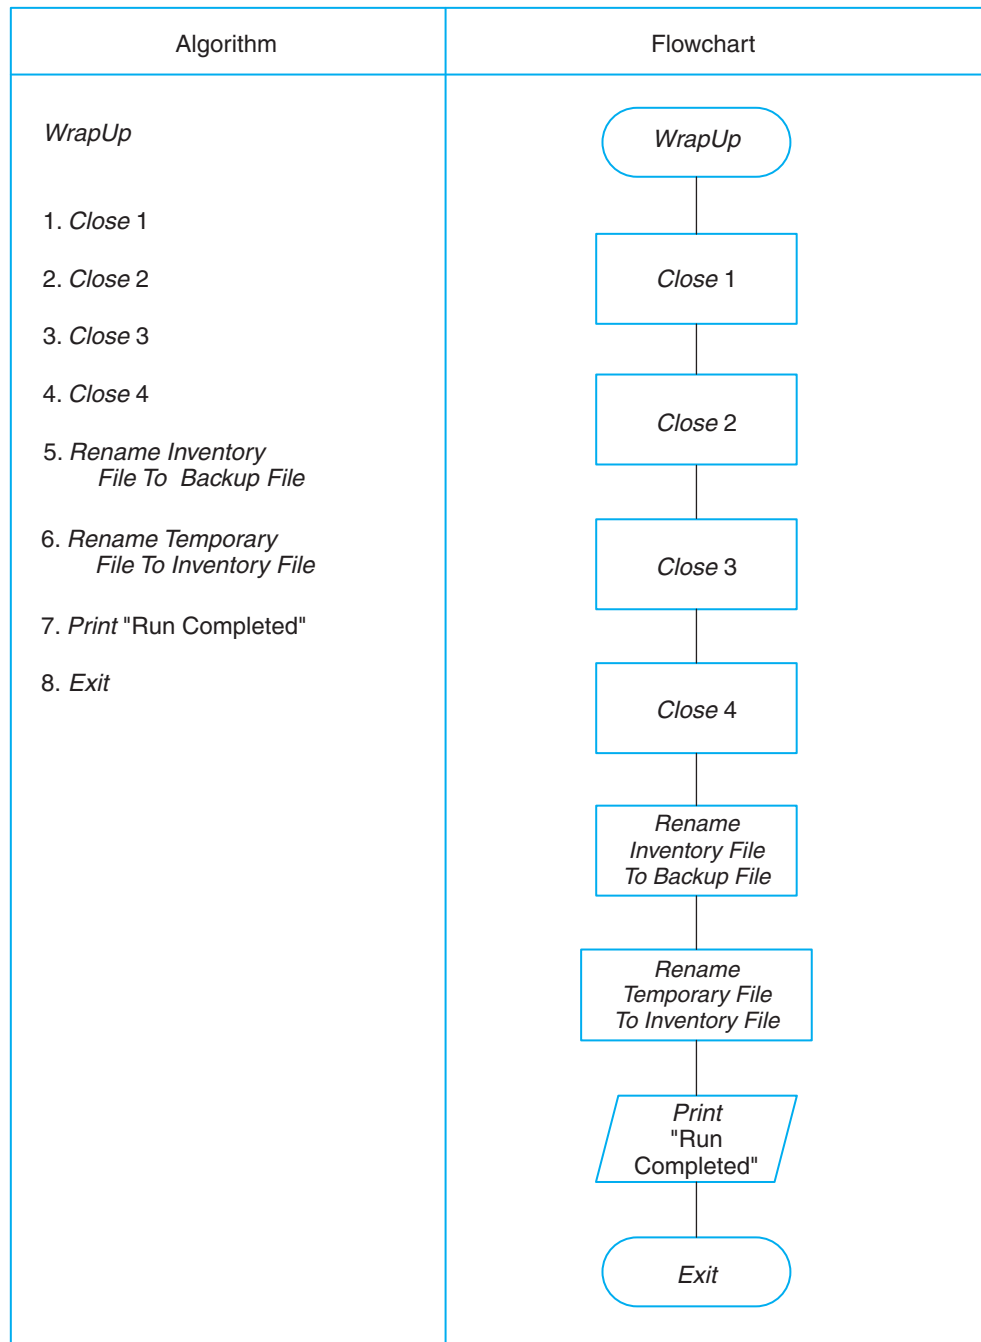 Algorithm
Flowchart
WrapUp
1. Close 1
2. Close 2
3. Close 3
4. Close 4
5. Rename Inventory
File To Backup File
6. Rename Temporary
File To Inventory File
7. Print "Run Completed"
8. Exit
WrapUp
Close 1
Close 2
Close 3
Close 4
Rename
Inventory File
To Backup File
Rename
Temporary File
To Inventory File
Print
"Run
Completed"
Exit